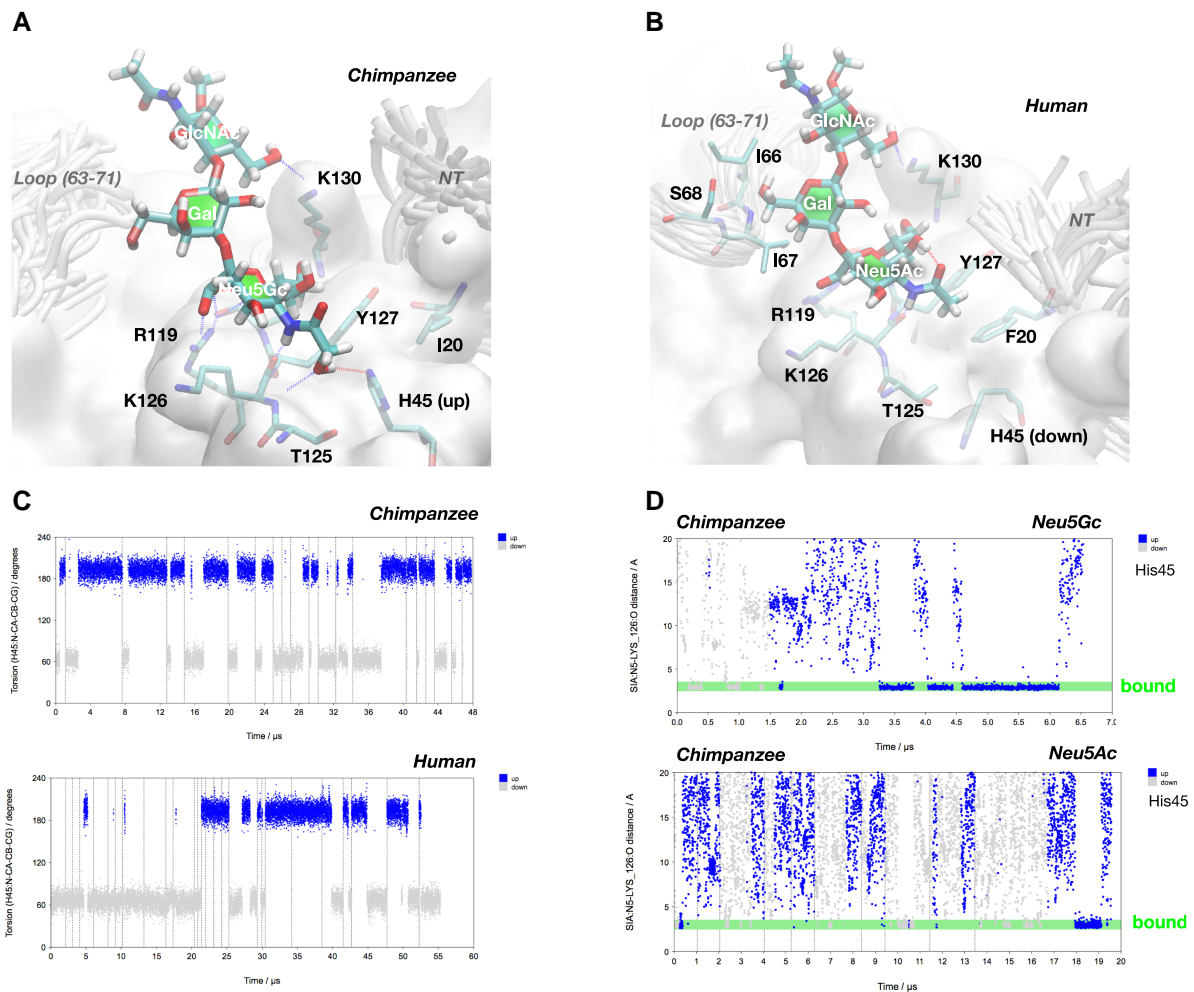 A
Chimpanzee
GlcNAc
Loop (63-71)
K130
NT
Gal
Neu5Gc
R119
Y127
I20
K126
H45 (up)
T125
B
Human
Loop (63-71)
GlcNAc
I66
K130
S68
Gal
NT
I67
Neu5Ac
Y127
R119
F20
K126
T125
H45 (down)
C
Chimpanzee
up
down
Torsion (H45:N-CA-CB-CG) / degrees
240
180
120
60
0
0 4 8 12 16 20 24 28 32 36 40 44 48
Time / µs
Human
up
down
Torsion (H45:N-CA-CB-CG) / degrees
240
180
120
60
0
0 5 10 15 20 25 30 35 40 45 50 55 60
Time / µs
D
Chimpanzee
Neu5Gc
up
down
His45
SIA:N5-LYS_126:O distance / A
20
15
10
5
0
bound
0.0 0.5 1.0 1.5 2.0 2.5 3.0 3.5 4.0 4.5 5.0 5.5 6.0 6.5 7.0
Time / µs
Chimpanzee
Neu5Ac
up
down
His45
SIA:N5-LYS_126:O distance / A
20
15
10
5
0
bound
0 1 2 3 4 5 6 7 8 9 10 11 12 13 14 15 16 17 18 19 20
Time / µs